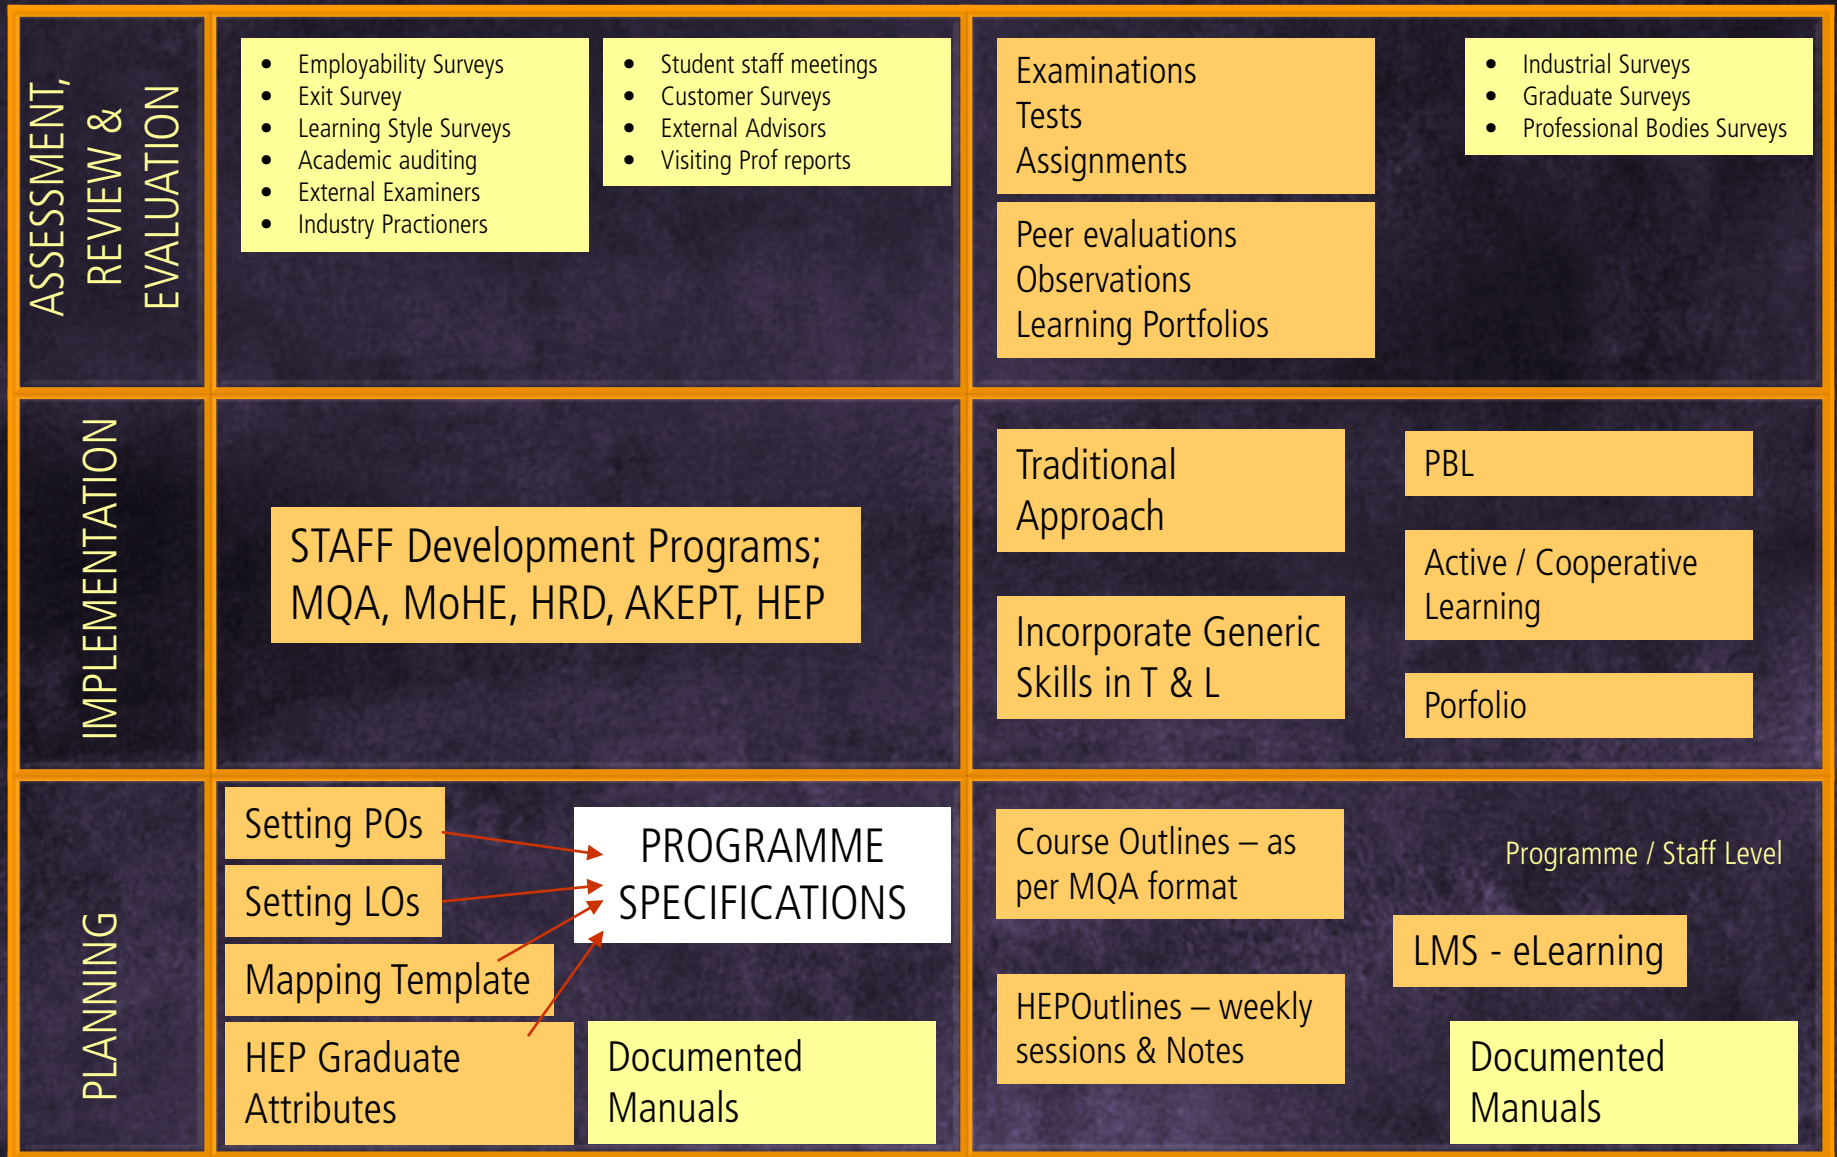 ASSESSMENT,
REVIEW &
EVALUATION
• Employability Surveys
• Exit Survey
• Learning Style Surveys
• Academic auditing
• External Examiners
• Industry Practioners
• Student staff meetings
• Customer Surveys
• External Advisors
• Visiting Prof reports
Examinations
Tests
Assignments
Peer evaluations
Observations
Learning Portfolios
• Industrial Surveys
• Graduate Surveys
• Professional Bodies Surveys
IMPLEMENTATION
STAFF Development Programs;
MQA, MoHE, HRD, AKEPT, HEP
Traditional
Approach
Incorporate Generic
Skills in T & L
PBL
Active / Cooperative
Learning
Porfolio
PLANNING
Setting POs
Setting LOs
Mapping Template
HEP Graduate
Attributes
PROGRAMME
SPECIFICATIONS
Documented
Manuals
Course Outlines – as
per MQA format
HEPOutlines – weekly
sessions & Notes
Programme / Staff Level
LMS - eLearning
Documented
Manuals